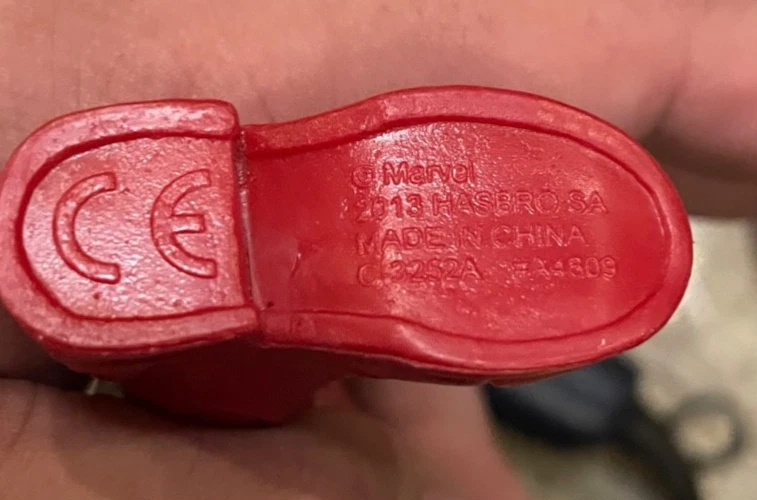 CE
© Marvel
2013 HASBRO SA
MADE IN CHINA
C-3252A